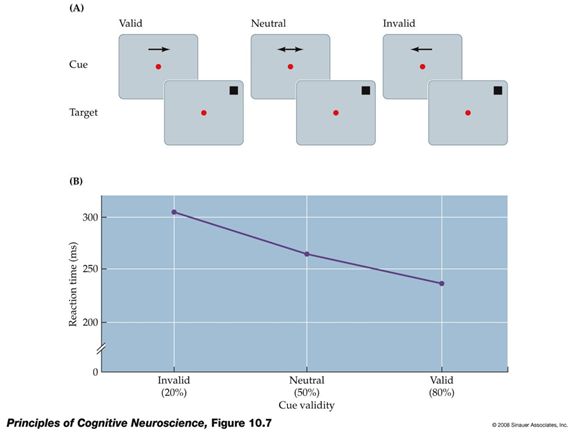 (A)
Valid
Neutral
Invalid
Cue
Target
(B)
Reaction time (ms)
300
250
200
0
Invalid
(20%)
Neutral
(50%)
Valid
(80%)
Cue validity
Principles of Cognitive Neuroscience, Figure 10.7
© 2008 Sinauer Associates, Inc.